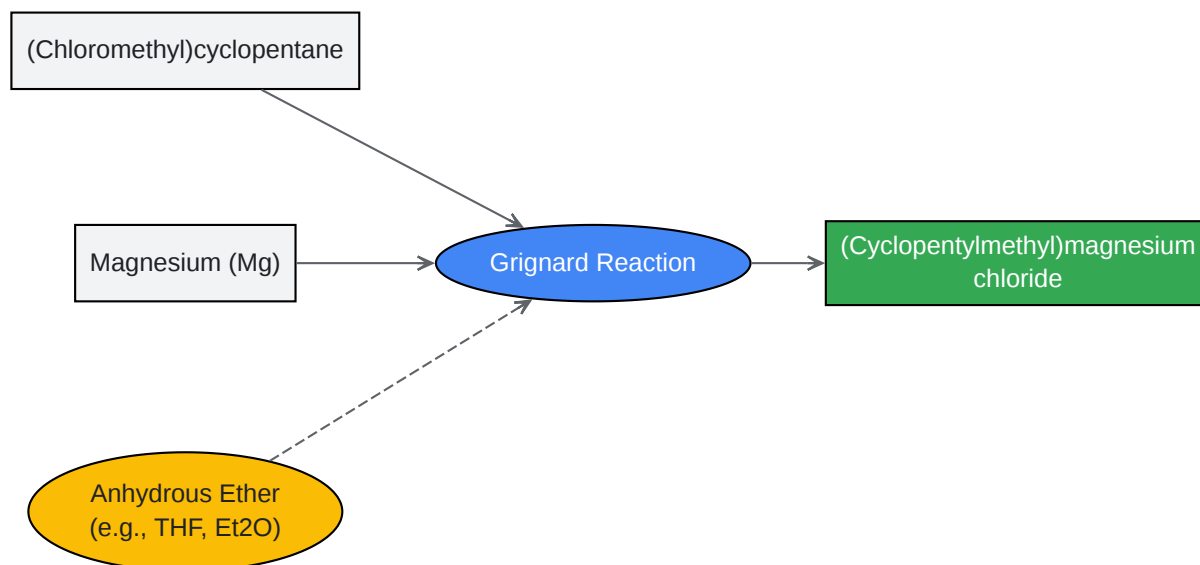 (Chloromethyl)cyclopentane
Magnesium (Mg)
Grignard Reaction
(Cyclopentylmethyl)magnesium
chloride
Anhydrous Ether
(e.g., THF, Et2O)